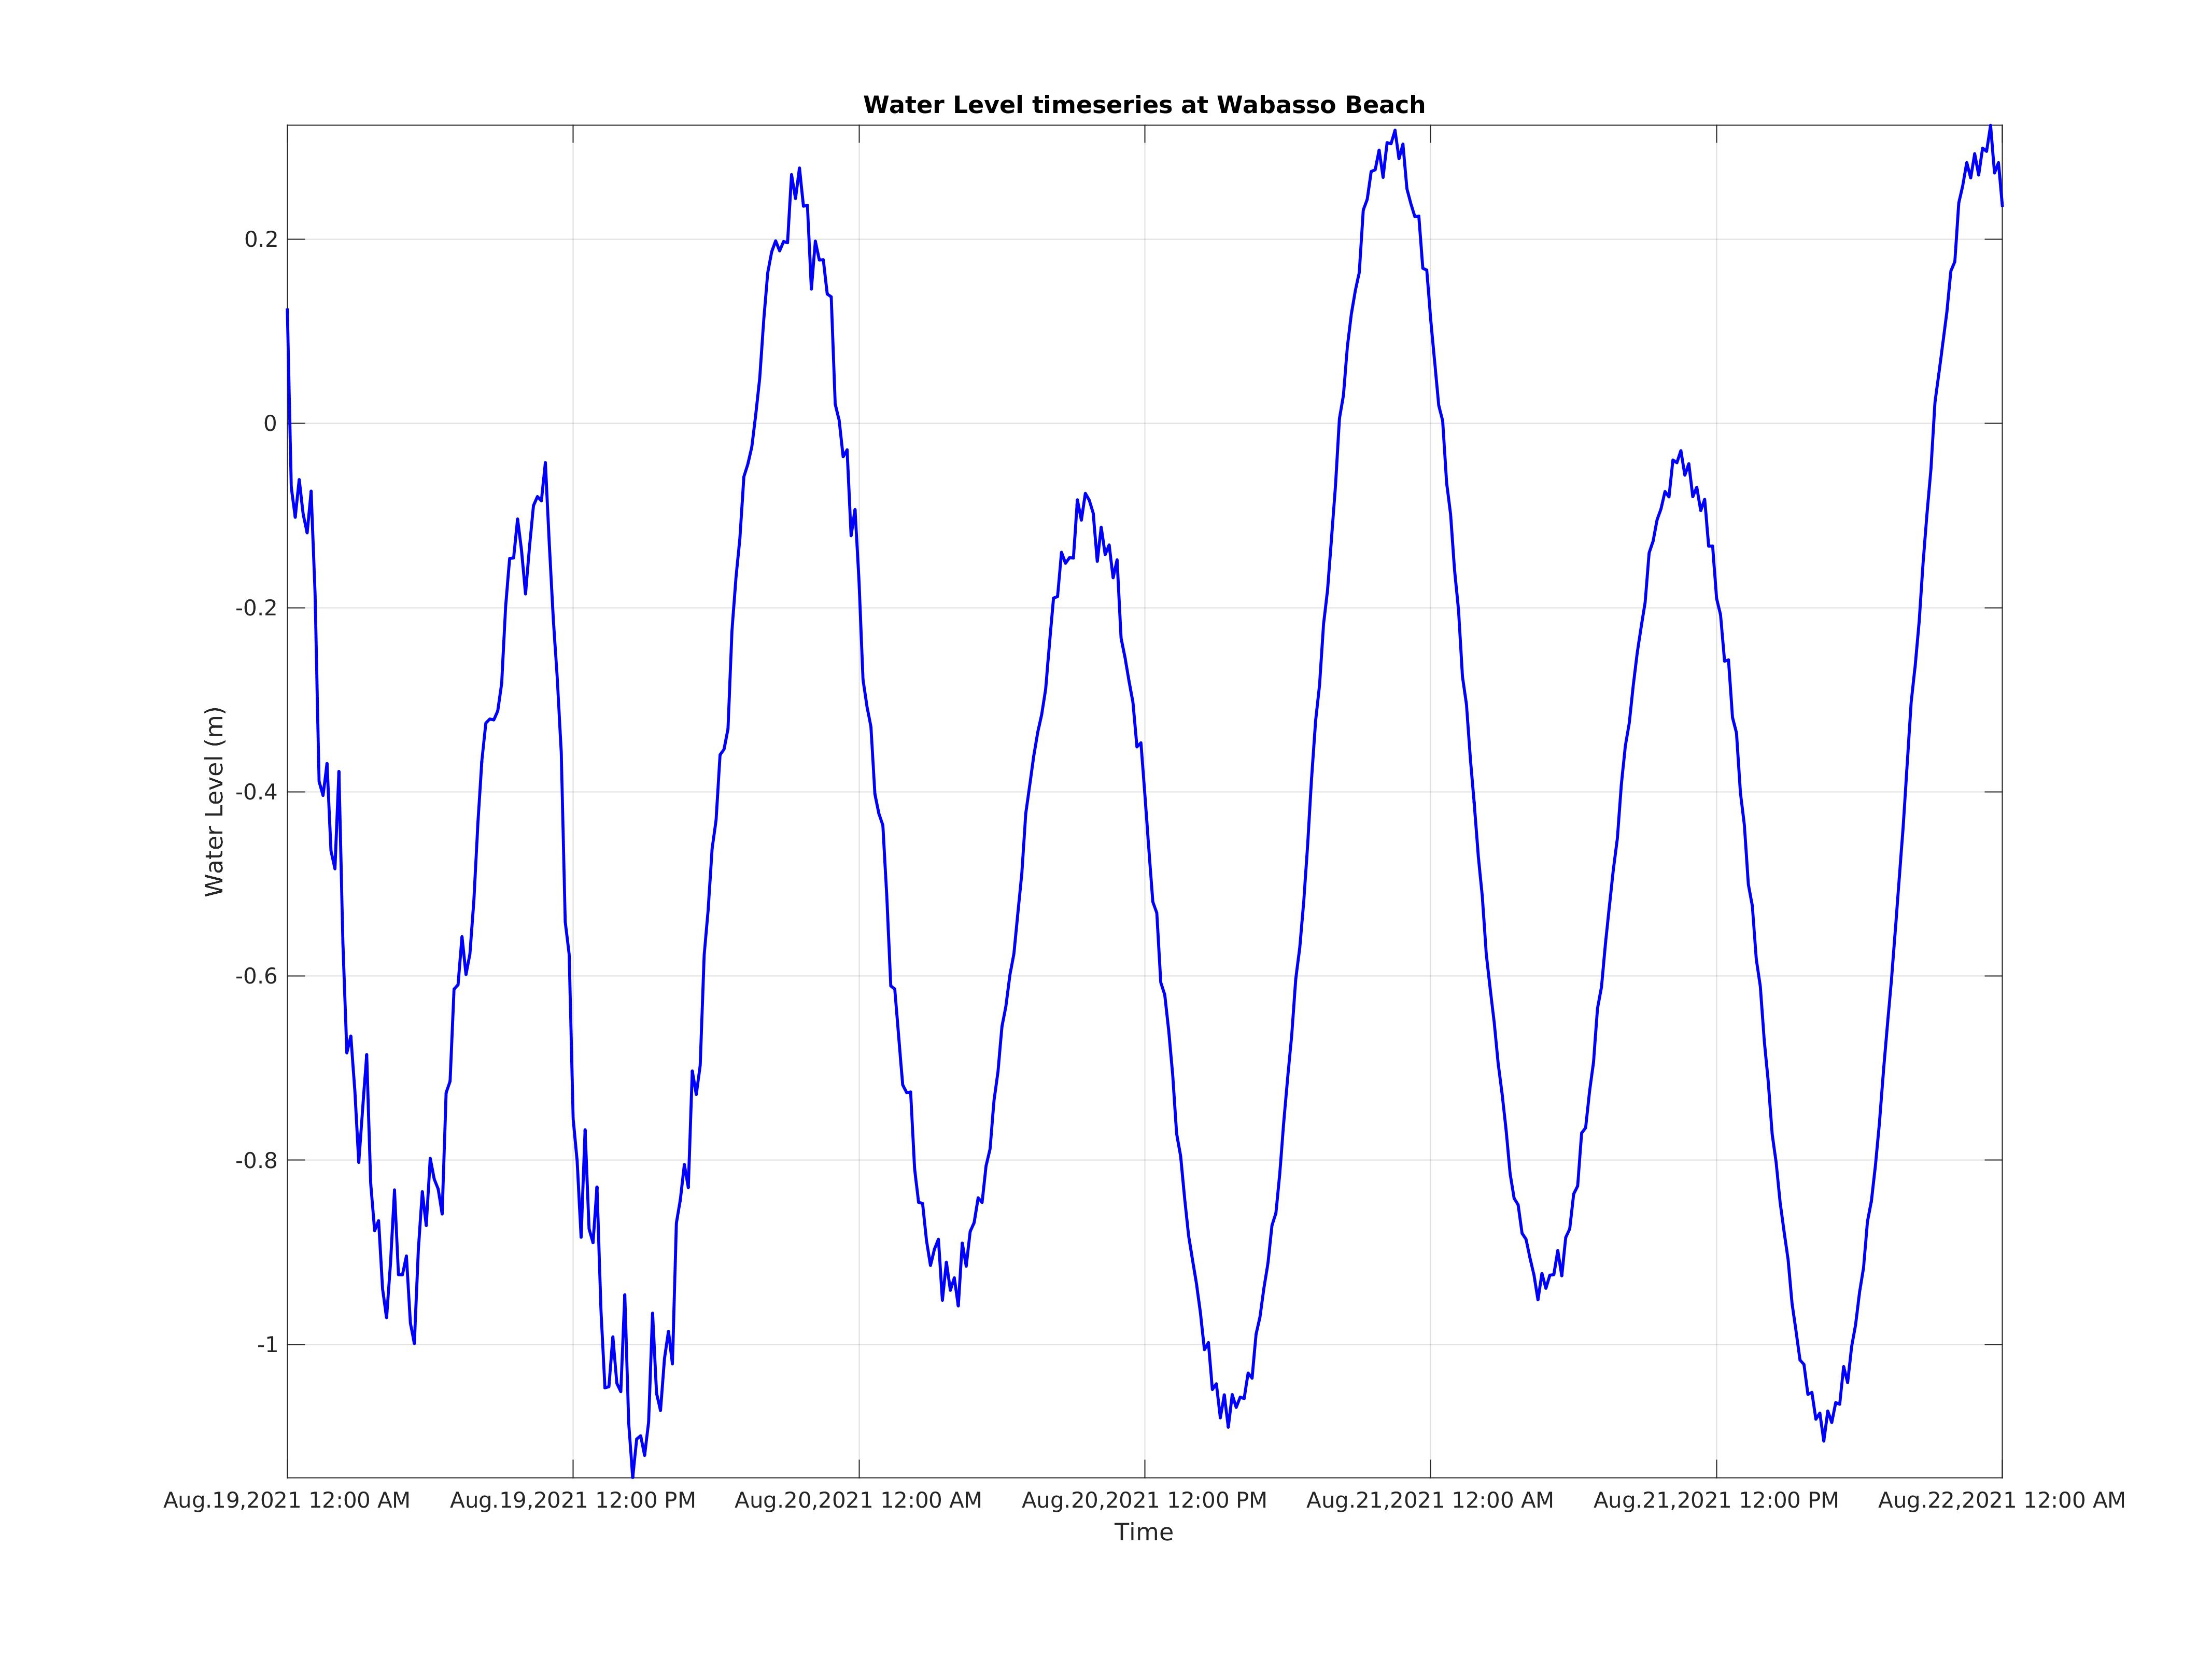 Water Level timeseries at Wabasso Beach
0.2
0
-0.2
-0.4
-0.6
-0.8
-1
Water Level (m)
Aug.19,2021 12:00 AM
Aug.19,2021 12:00 PM
Aug.20,2021 12:00 AM
Aug.20,2021 12:00 PM
Aug.21,2021 12:00 AM
Aug.21,2021 12:00 PM
Aug.22,2021 12:00 AM
Time